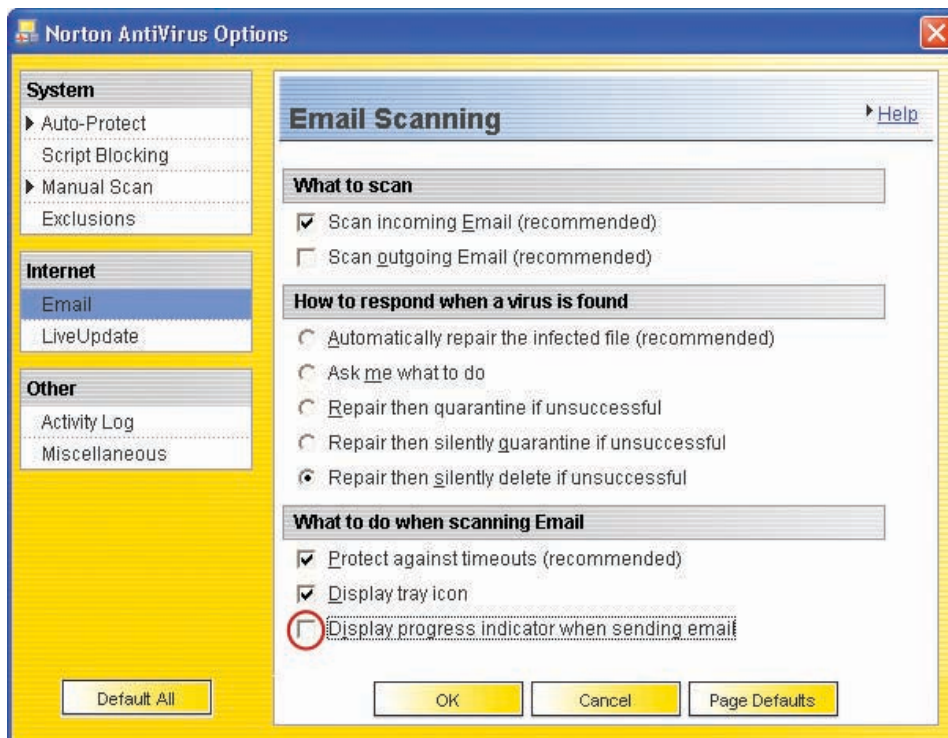 Norton AntiVirus Options
System
Auto-Protect
Script Blocking
Manual Scan
Exclusions
Internet
Email
LiveUpdate
Other
Activity Log
Miscellaneous
Default All
Email Scanning
Help
What to scan
Scan incoming Email (recommended)
Scan outgoing Email (recommended)
How to respond when a virus is found
Automatically repair the infected file (recommended)
Ask me what to do
Repair then quarantine if unsuccessful
Repair then silently quarantine if unsuccessful
Repair then silently delete if unsuccessful
What to do when scanning Email
Protect against timeouts (recommended)
Display tray icon
Display progress indicator when sending email
OK
Cancel
Page Defaults